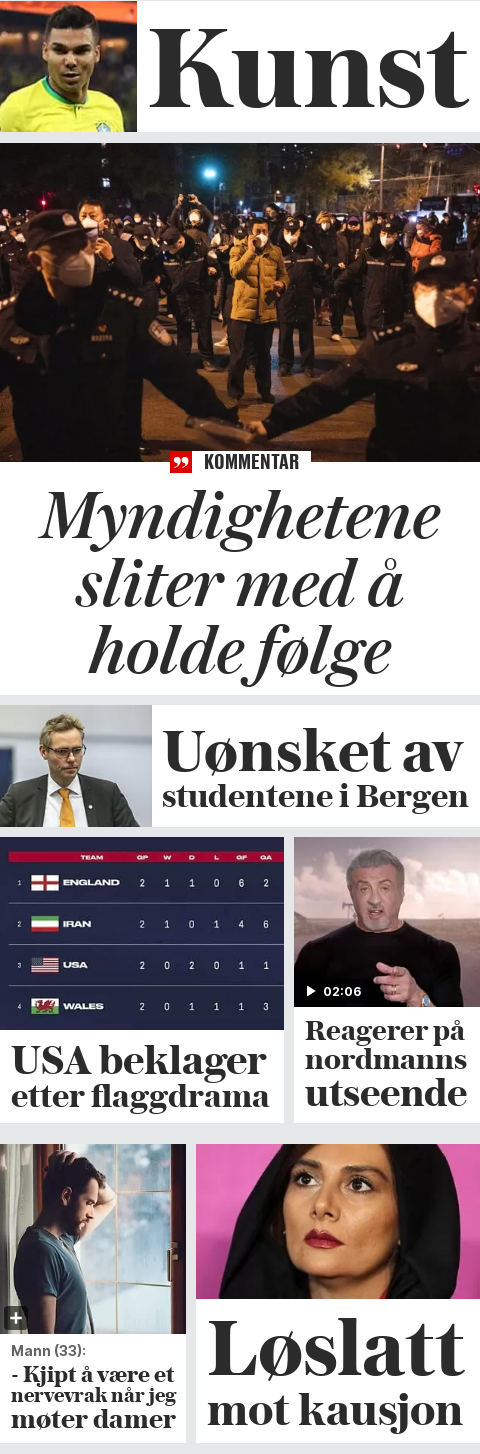 Kunst
KOMMENTAR
Myndighetene
sliter med å
holde følge
Uønsket av
studentene i Bergen
TEAM GP W D L GF GA
1 ENGLAND 2 1 1 0 6 2
2 IRAN 2 1 0 1 4 6
3 USA 2 0 2 0 1 1
4 WALES 2 0 1 1 1 3
USA beklager
etter flaggdrama
02:06
Reagerer på
nordmanns
utseende
Mann (33):
- Kjipt å være et
nervevrak når jeg
møter damer
Løslatt
mot kausjon